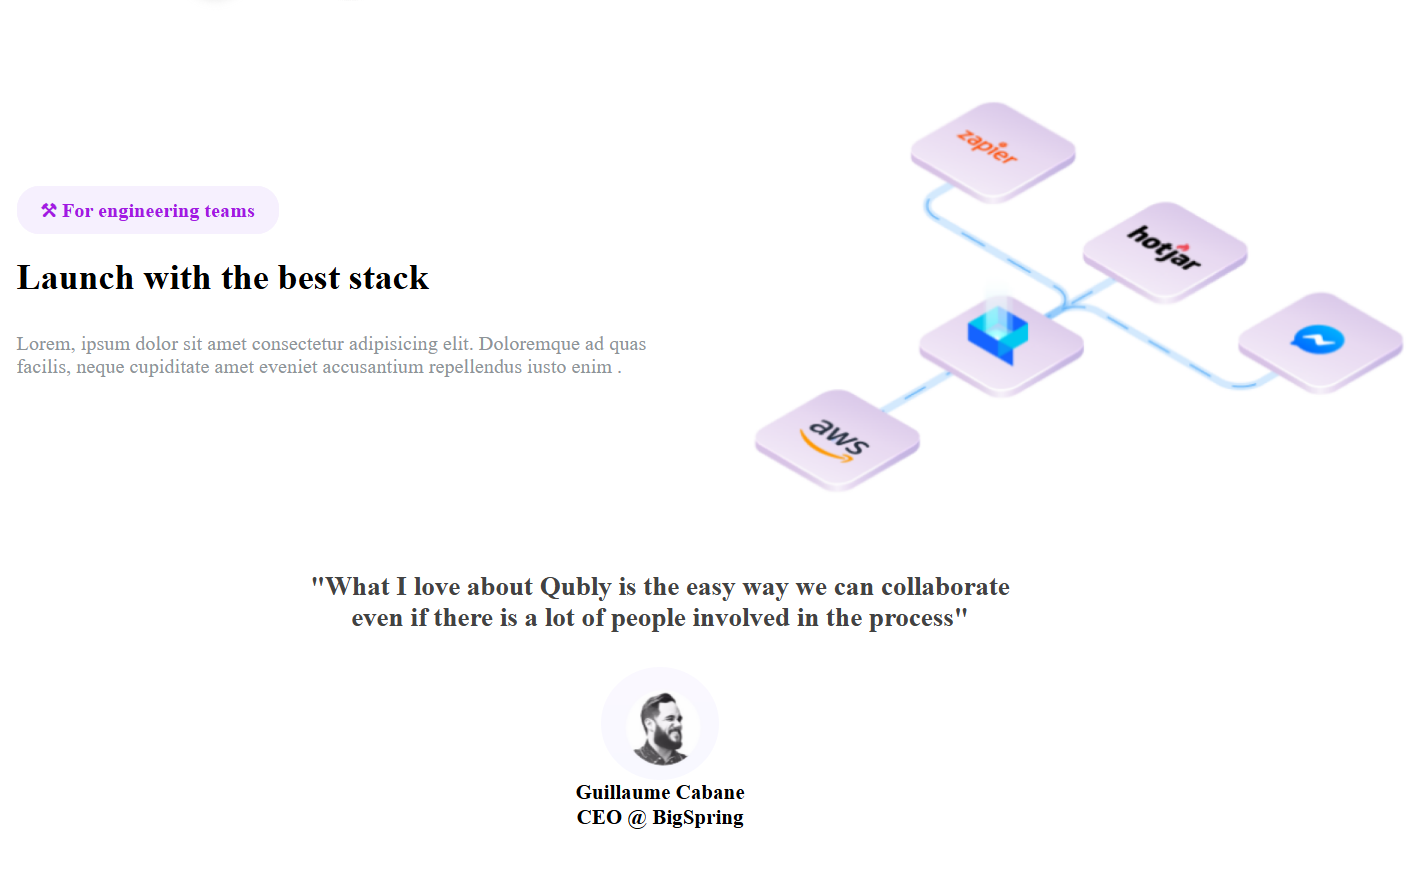 ⚒ For engineering teams
Launch with the best stack
Lorem, ipsum dolor sit amet consectetur adipisicing elit. Doloremque ad quas
facilis, neque cupiditate amet eveniet accusantium repellendus iusto enim .
zapier
hotjar
aws
"What I love about Qubly is the easy way we can collaborate
even if there is a lot of people involved in the process"
Guillaume Cabane
CEO @ BigSpring